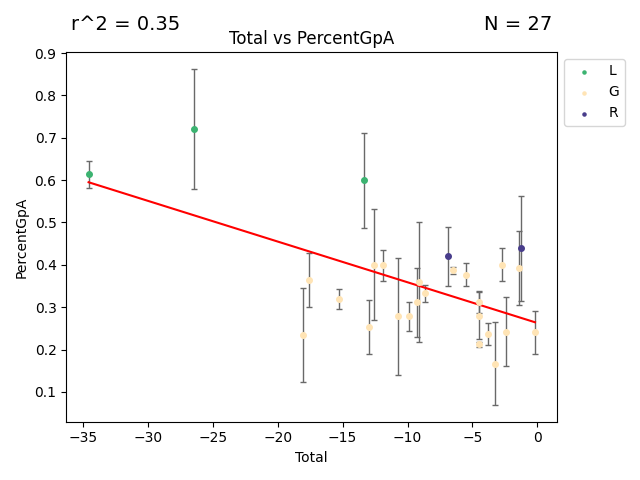 r^2 = 0.35
N = 27
Total vs PercentGpA
L
G
R
0.9
0.8
0.7
0.6
0.5
0.4
0.3
0.2
0.1
PercentGpA
−35
−30
−25
−20
−15
−10
−5
0
Total